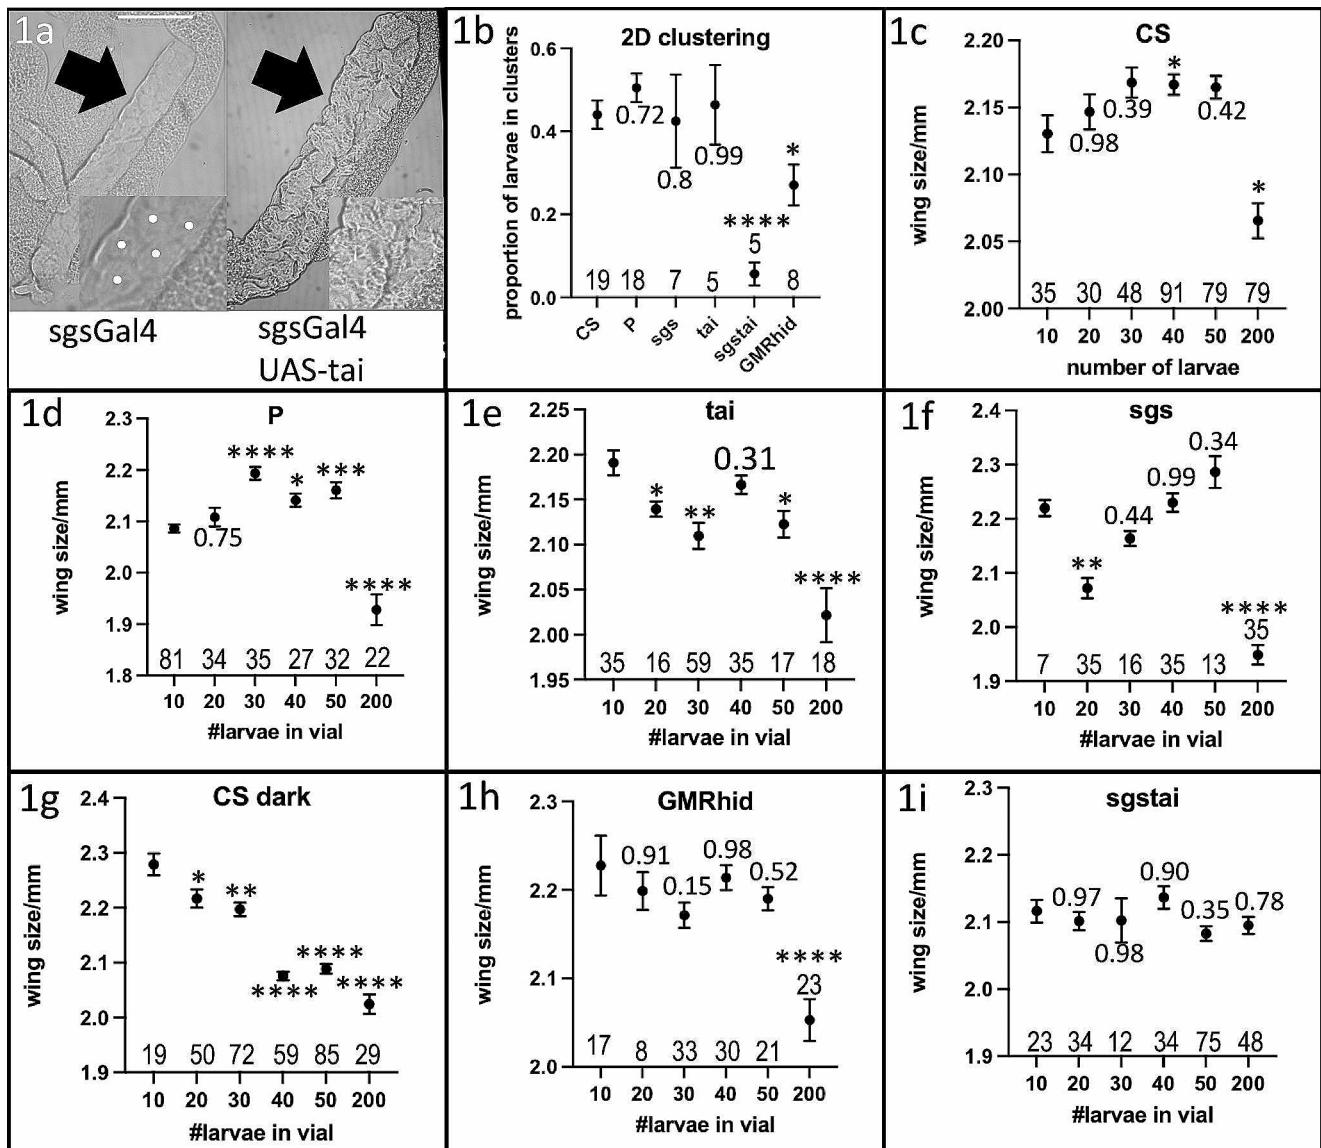 1a
sgsGal4
sgsGal4
UAS-tai
1b
2D clustering
proportion of larvae in clusters
0.6
0.4
0.2
0.0
0.72
0.8
0.99
****
5
*
19 18 7 5 8
CS P sgs tai sgstai GMRhid
1c
CS
wing size/mm
2.20
2.15
2.10
2.05
2.00
0.98
0.39
*
0.42
*
35 30 48 91 79 79
10 20 30 40 50 200
number of larvae
1d
P
wing size/mm
2.3
2.2
2.1
2.0
1.9
1.8
0.75
****
*
***
****
81 34 35 27 32 22
10 20 30 40 50 200
#larvae in vial
1e
tai
wing size/mm
2.25
2.20
2.15
2.10
2.05
2.00
1.95
*
**
0.31
*
****
35 16 59 35 17 18
10 20 30 40 50 200
#larvae in vial
1f
sgs
wing size/mm
2.4
2.3
2.2
2.1
2.0
1.9
**
0.44
0.99
0.34
****
35
7 35 16 35 13
10 20 30 40 50 200
#larvae in vial
1g
CS dark
wing size/mm
2.4
2.3
2.2
2.1
2.0
1.9
*
**
****
****
****
19 50 72 59 85 29
10 20 30 40 50 200
#larvae in vial
1h
GMRhid
wing size/mm
2.3
2.2
2.1
2.0
0.91
0.15
0.98
0.52
****
23
17 8 33 30 21
10 20 30 40 50 200
#larvae in vial
1i
sgstai
wing size/mm
2.3
2.2
2.1
2.0
1.9
0.97
0.98
0.90
0.35
0.78
23 34 12 34 75 48
10 20 30 40 50 200
#larvae in vial